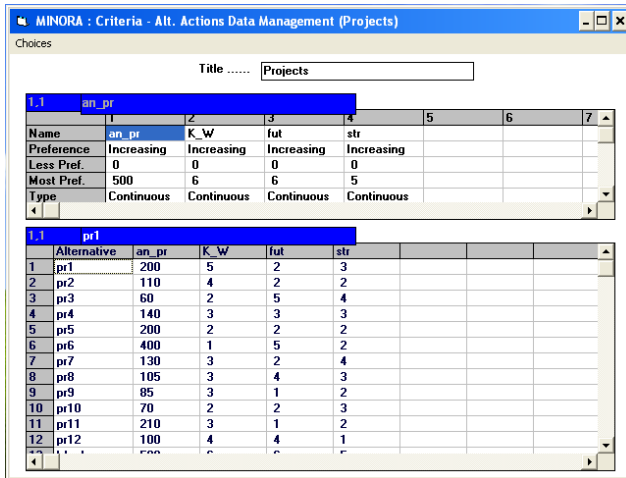 MINORA : Criteria - Alt. Actions Data Management (Projects)
Choices
Title ...... Projects
1,1 an_pr
1 2 3 4 5 6 7
Name an_pr K_W fut str
Preference Increasing Increasing Increasing Increasing
Less Pref. 0 0 0 0
Most Pref. 500 6 6 5
Type Continuous Continuous Continuous Continuous
1,1 pr1
Alternative an_pr K_W fut str
1 pr1 200 5 2 3
2 pr2 110 4 2 2
3 pr3 60 2 5 4
4 pr4 140 3 3 3
5 pr5 200 2 2 2
6 pr6 400 1 5 2
7 pr7 130 3 2 4
8 pr8 105 3 4 3
9 pr9 85 3 1 2
10 pr10 70 2 2 3
11 pr11 210 3 1 2
12 pr12 100 4 4 1